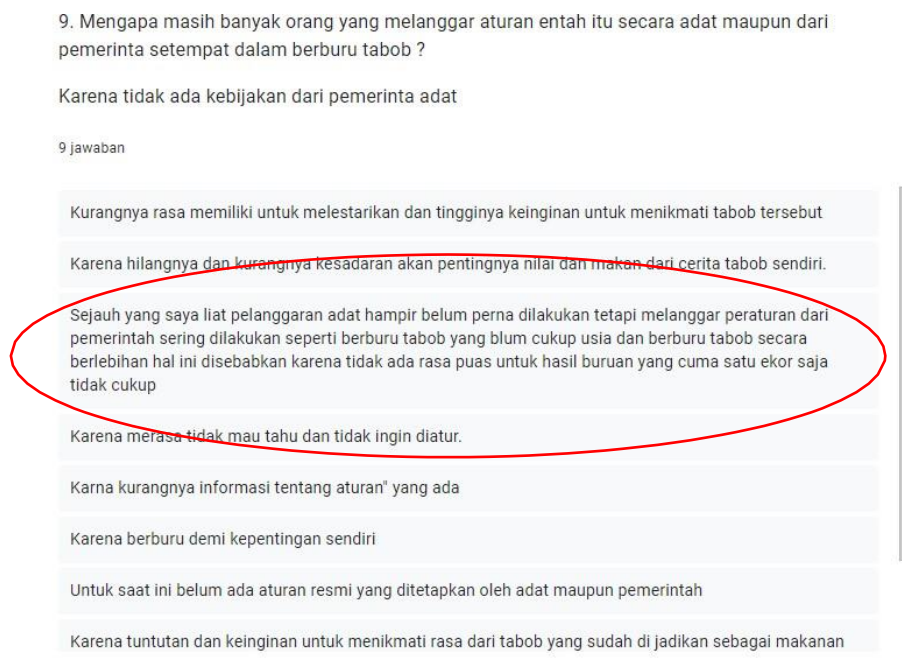 9. Mengapa masih banyak orang yang melanggar aturan entah itu secara adat maupun dari
pemerinta setempat dalam berburu tabob ?
Karena tidak ada kebijakan dari pemerinta adat
9 jawaban
Kurangnya rasa memiliki untuk melestarikan dan tingginya keinginan untuk menikmati tabob tersebut
Karena hilangnya dan kurangnya kesadaran akan pentingnya nilai dan makan dari cerita tabob sendiri.
Sejauh yang saya liat pelanggaran adat hampir belum perna dilakukan tetapi melanggar peraturan dari
pemerintah sering dilakukan seperti berburu tabob yang blum cukup usia dan berburu tabob secara
berlebihan hal ini disebabkan karena tidak ada rasa puas untuk hasil buruan yang cuma satu ekor saja
tidak cukup
Karena merasa tidak mau tahu dan tidak ingin diatur.
Karna kurangnya informasi tentang aturan" yang ada
Karena berburu demi kepentingan sendiri
Untuk saat ini belum ada aturan resmi yang ditetapkan oleh adat maupun pemerintah
Karena tuntutan dan keinginan untuk menikmati rasa dari tabob yang sudah di jadikan sebagai makanan